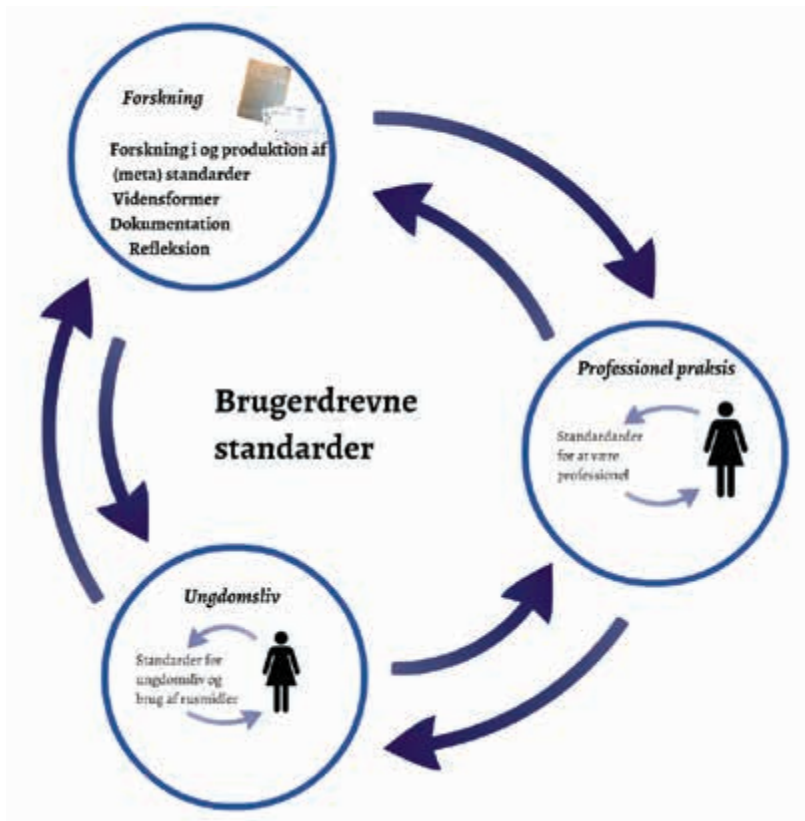 Forskning
Forskning i og produktion af
(meta) standarder
Vidensformer
Dokumentation
Refleksion
Brugerdrevne
standarder
Professionel praksis
Standardarder
for at være
professionel
Ungdomsliv
Standarder for
ungdomsliv og
brug af rusmidler